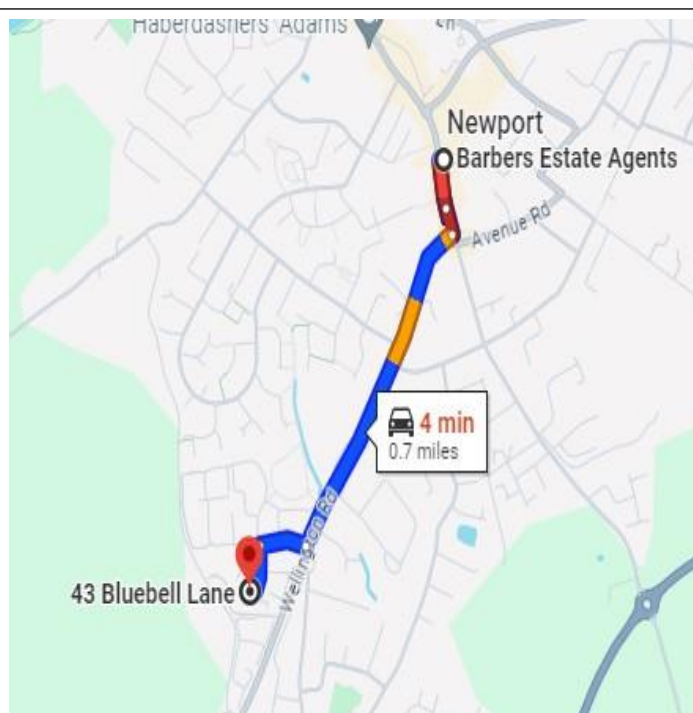 Haberdashers' Adams
Newport
Barbers Estate Agents
Avenue Rd
4 min
0.7 miles
Wellington Rd
43 Bluebell Lane